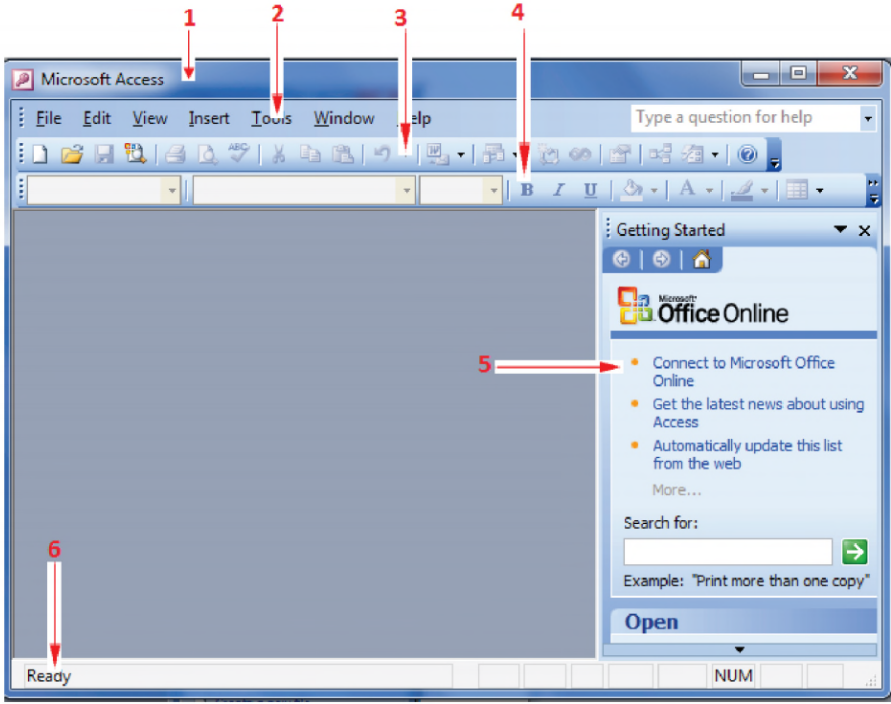 1 2 3 4
Microsoft Access
File Edit View Insert Tools Window elp
Type a question for help
ABC
W
B I U A
Getting Started
Microsoft
Office Online
5
Connect to Microsoft Office
Online
Get the latest news about using
Access
Automatically update this list
from the web
More...
Search for:
Example: "Print more than one copy"
Open
6
Ready
NUM